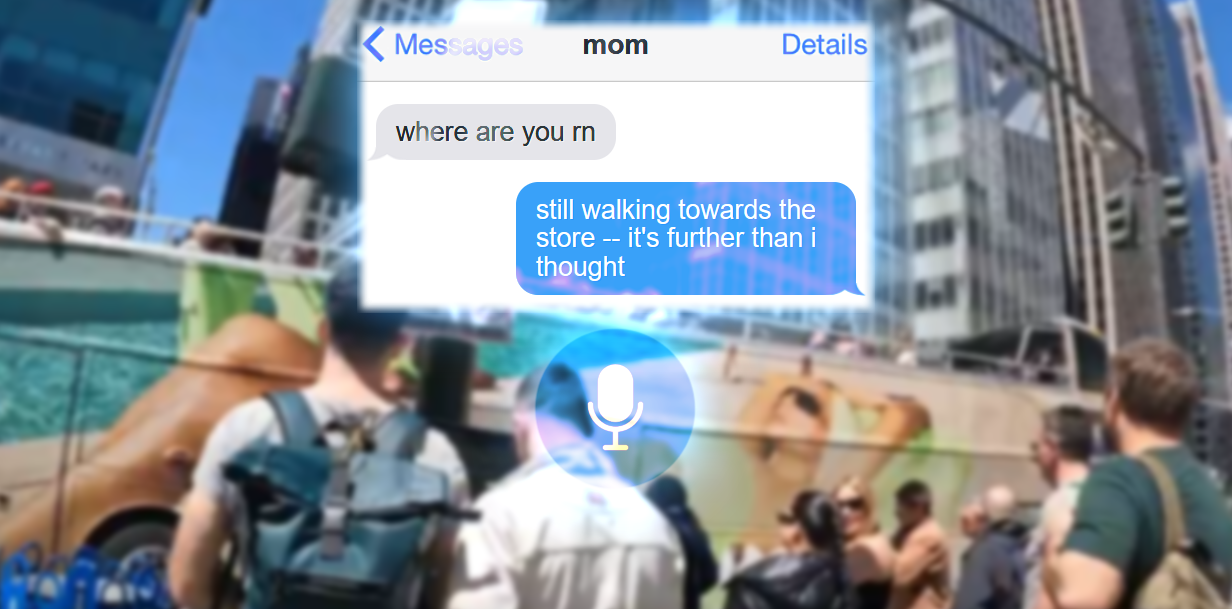 Messages mom Details
where are you rn
still walking towards the
store -- it's further than i
thought